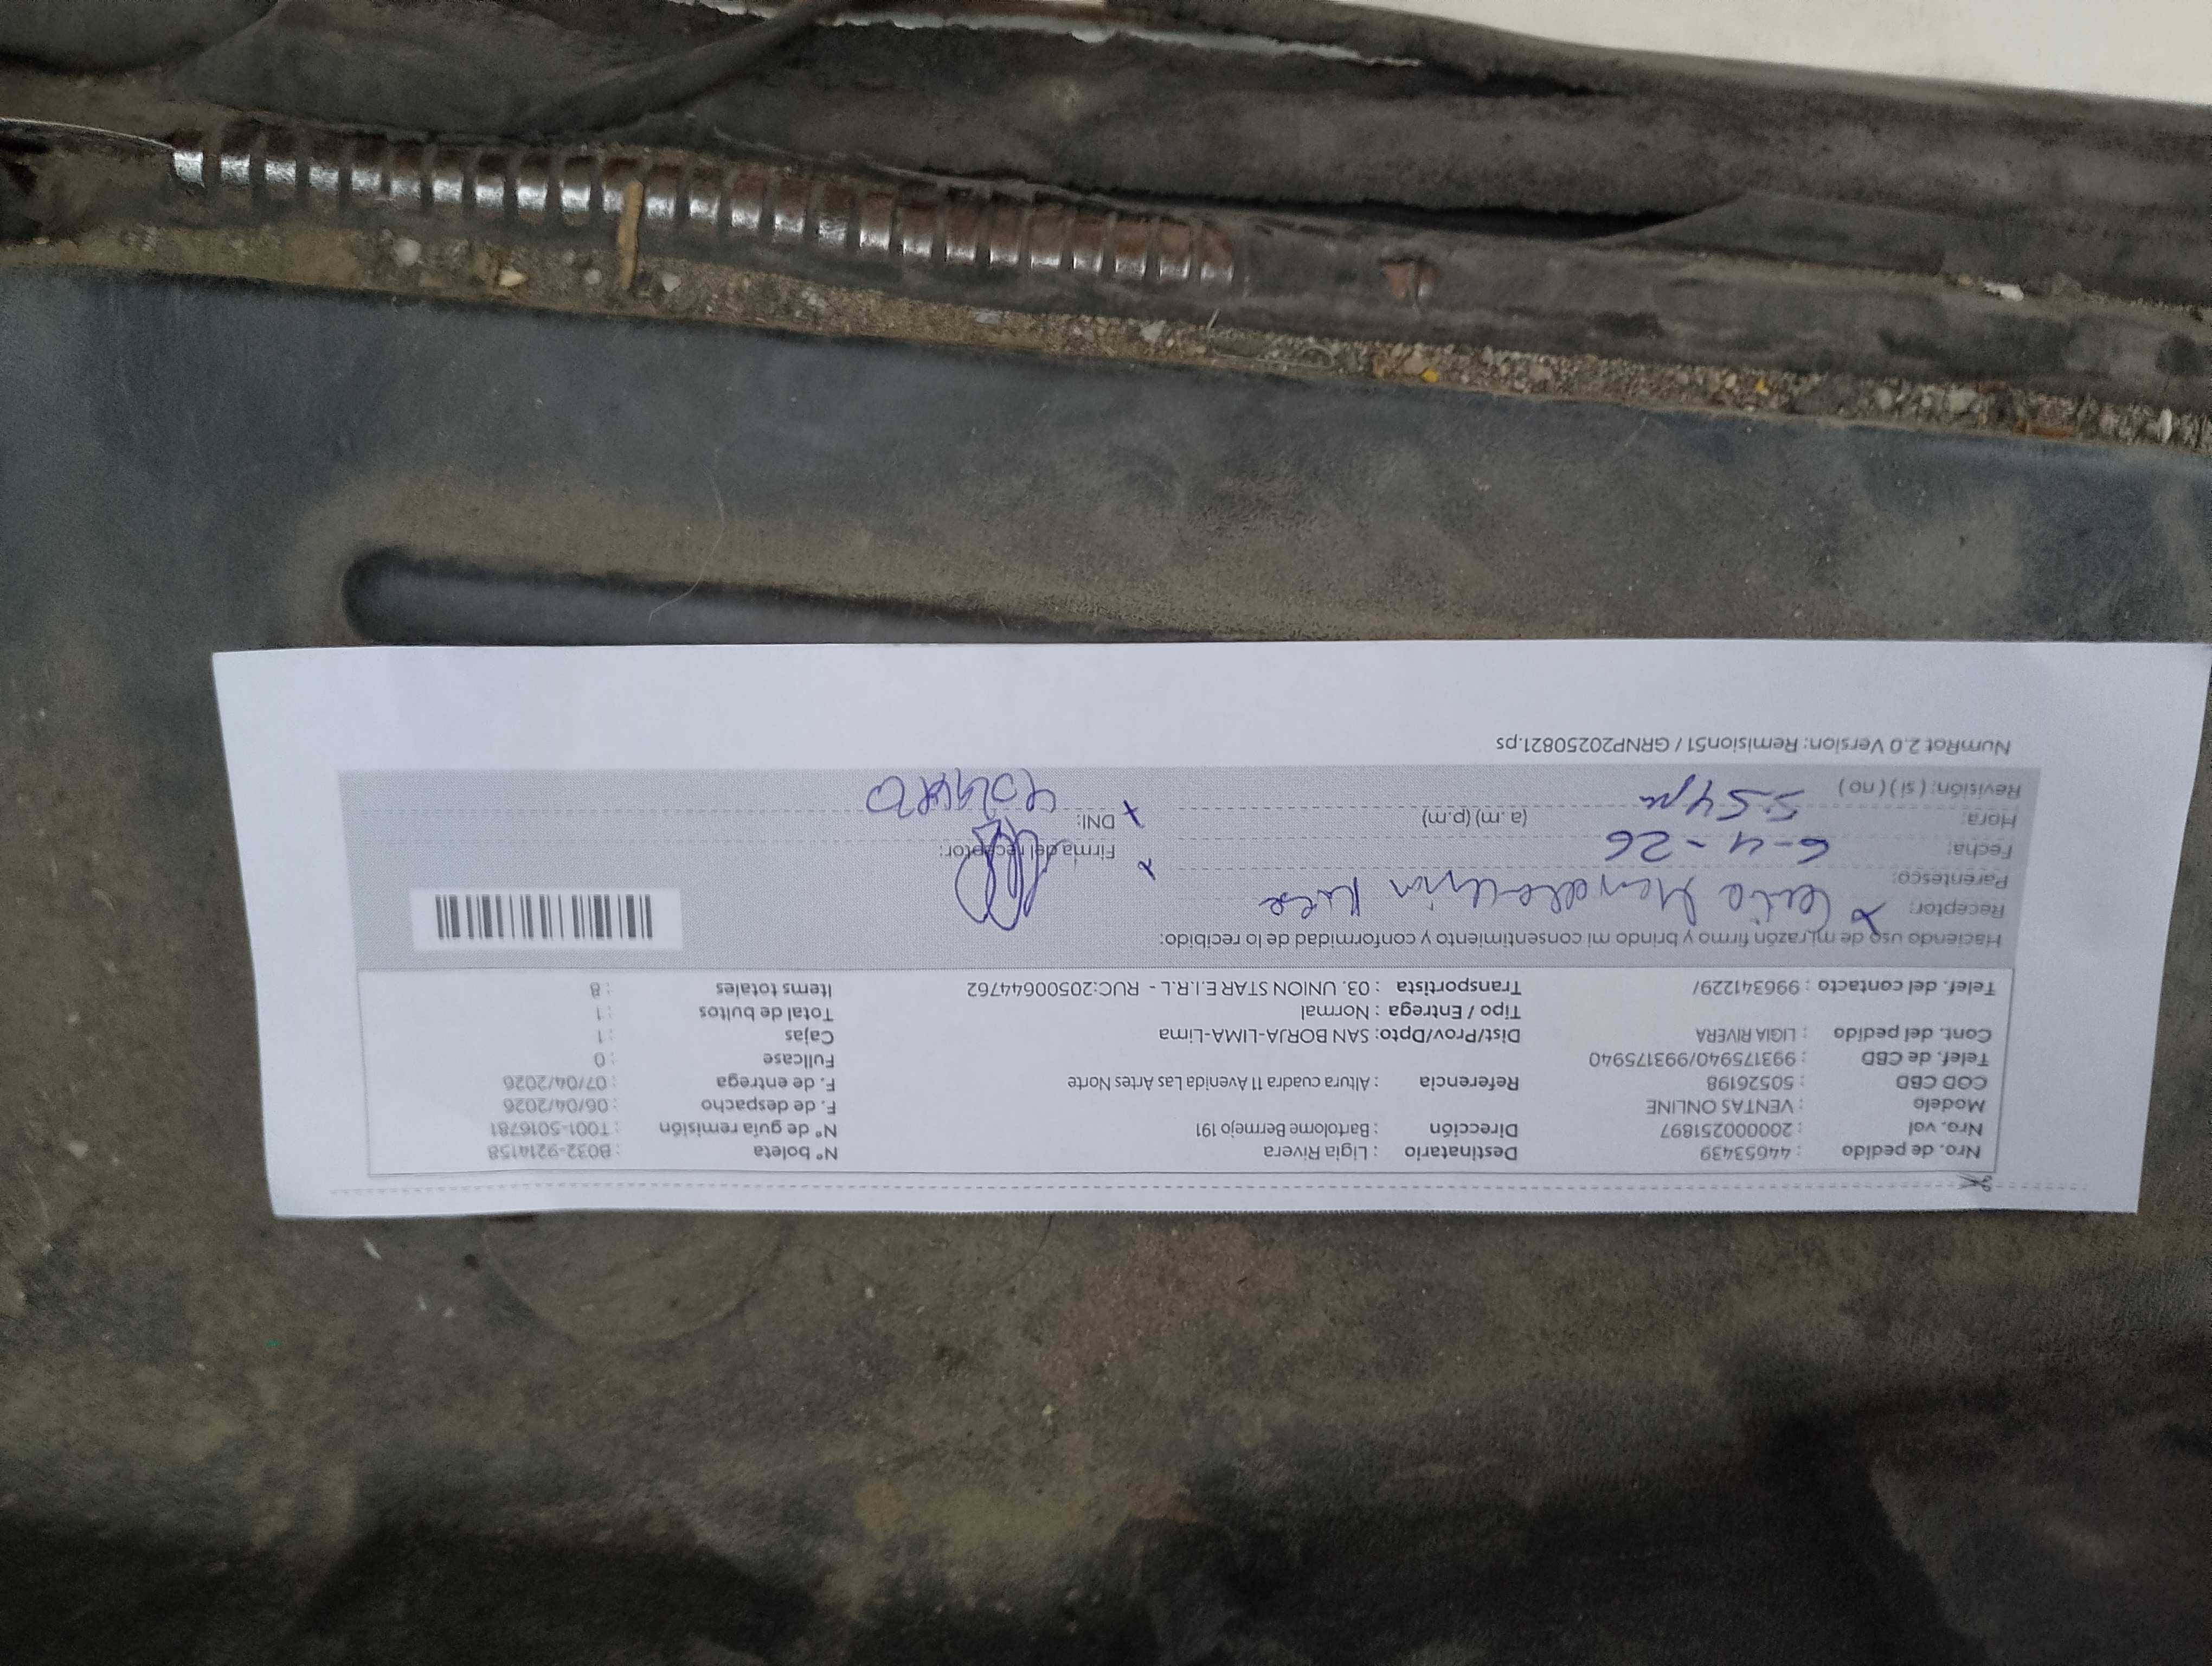 Nro. de pedido : 44653439 Destinatario : Ligia Rivera Nº boleta : B032-9214158
Nro. vol : 20000251897 Dirección : Bartolome Bermejo 191 Nº de guía remisión : T001-5016781
Modelo : VENTAS ONLINE F. de despacho : 06/04/2026
COD CBD : 50526198 Referencia : Altura cuadra 11 Avenida Las Artes Norte F. de entrega : 07/04/2026
Telef. de CBD : 993175940/993175940 Fullcase : 0
Cont. del pedido : LIGIA RIVERA Dist/Prov/Dpto: SAN BORJA-LIMA-Lima Cajas : 1
Tipo / Entrega : Normal Total de bultos : 1
Telef. del contacto : 996341229/ Transportista : 03. UNION STAR E.I.R.L - RUC:20500644762 Items totales : 8
Haciendo uso de mi razón firmo y brindo mi consentimiento y conformidad de lo recibido:
Receptor: x
Parentesco:
Fecha: 6-4-26 x Firma del receptor:
Hora: 5:54 pm (a.m) (p.m) x DNI:
Revisión: ( si ) ( no )
NumRot 2.0 Version: Remision51 / GRNP20250821.ps